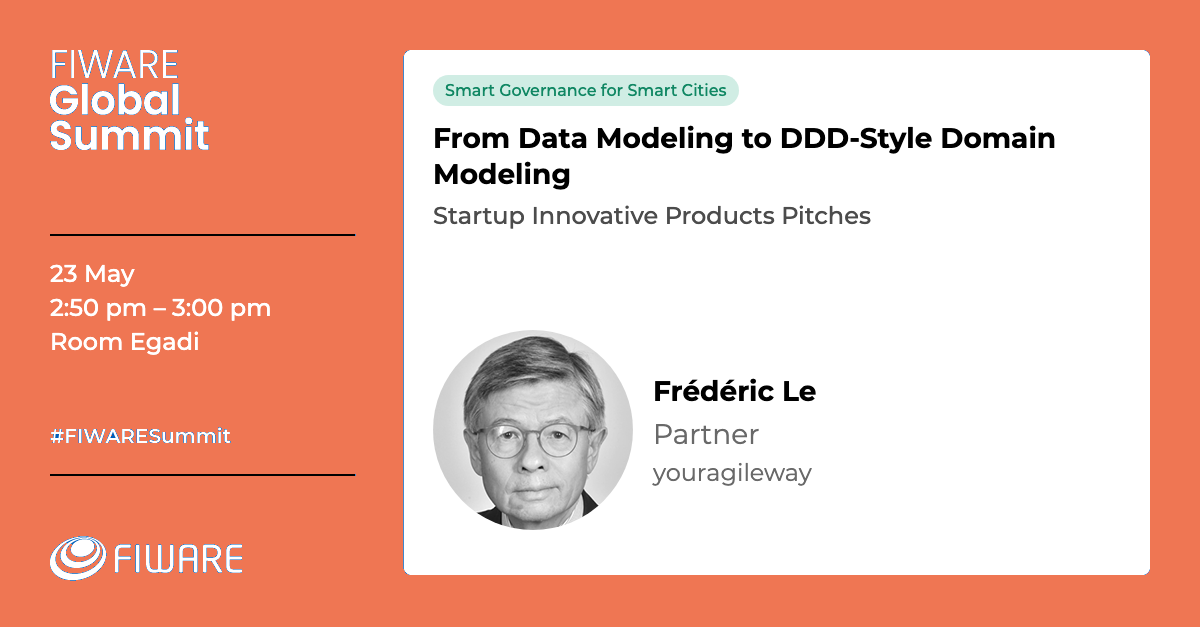 FIWARE
Global
Summit
23 May
2:50 pm – 3:00 pm
Room Egadi
#FIWARESummit
FIWARE
Smart Governance for Smart Cities
From Data Modeling to DDD-Style Domain
Modeling
Startup Innovative Products Pitches
Frédéric Le
Partner
youragileway